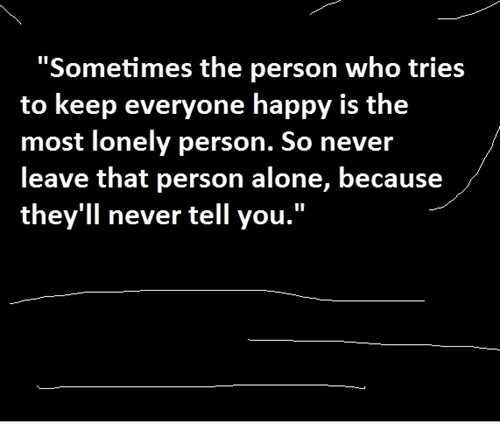 "Sometimes the person who tries
to keep everyone happy is the
most lonely person. So never
leave that person alone, because
they'll never tell you."